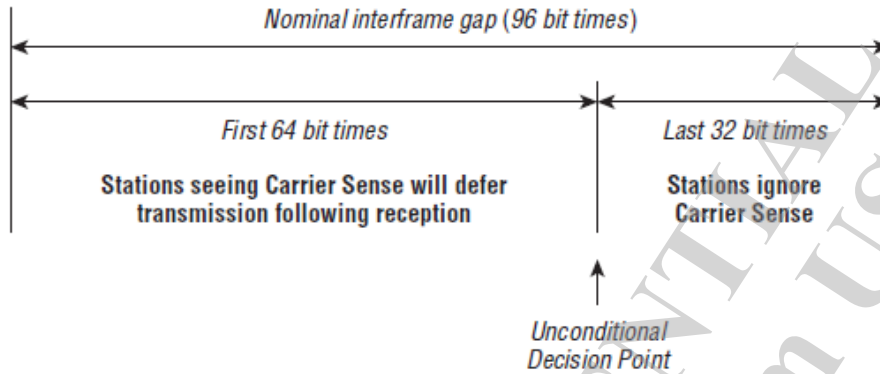 Nominal interframe gap (96 bit times)
First 64 bit times
Last 32 bit times
Stations seeing Carrier Sense will defer
transmission following reception
Stations ignore
Carrier Sense
Unconditional
Decision Point